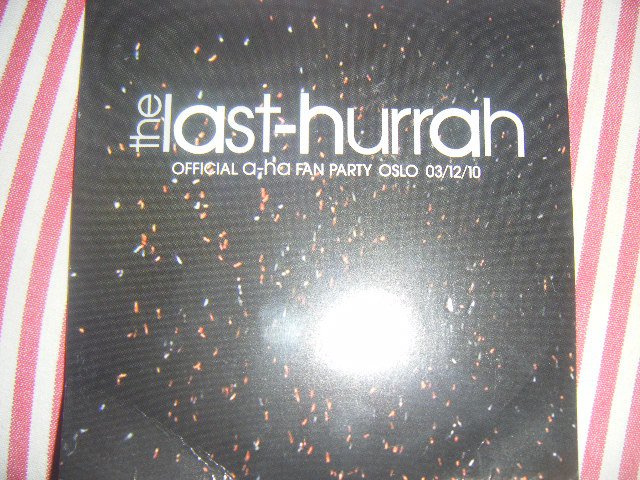 the last-hurrah
OFFICIAL a-ha FAN PARTY OSLO 03/12/10